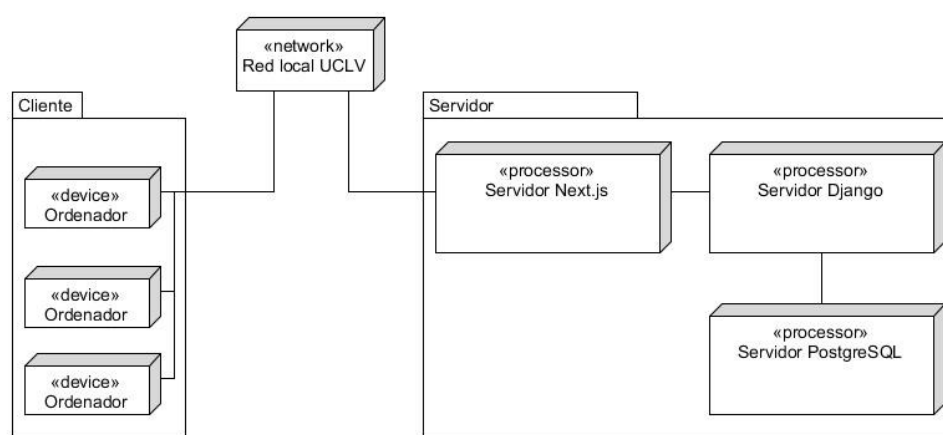 «network»
Red local UCLV
Cliente
«device»
Ordenador
«device»
Ordenador
«device»
Ordenador
Servidor
«processor»
Servidor Next.js
«processor»
Servidor Django
«processor»
Servidor PostgreSQL